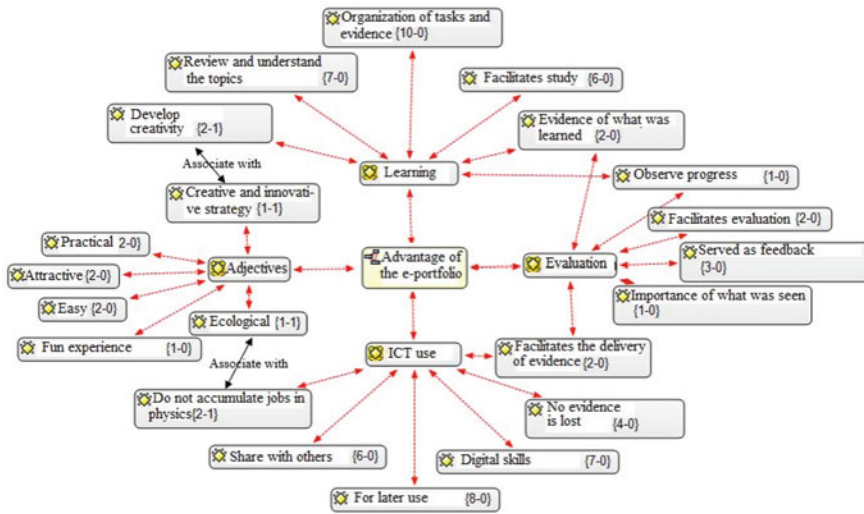 Organization of tasks and
evidence {10-0}
Review and understand
the topics {7-0}
Facilitates study {6-0}
Develop
creativity {2-1}
Evidence of what was
learned {2-0}
Associate with
Learning
Observe progress {1-0}
Creative and innovati-
ve strategy {1-1}
Facilitates evaluation {2-0}
Practical 2-0}
Advantage of
the e-portfolio
Served as feedback
{3-0}
Attractive {2-0}
Adjectives
Evaluation
Easy {2-0}
Importance of what was seen
{1-0}
Ecological {1-1}
Fun experience {1-0}
ICT use
Facilitates the delivery
of evidence {2-0}
Associate with
Do not accumulate jobs in
physics{2-1}
No evidence
is lost {4-0}
Share with others {6-0}
Digital skills {7-0}
For later use {8-0}